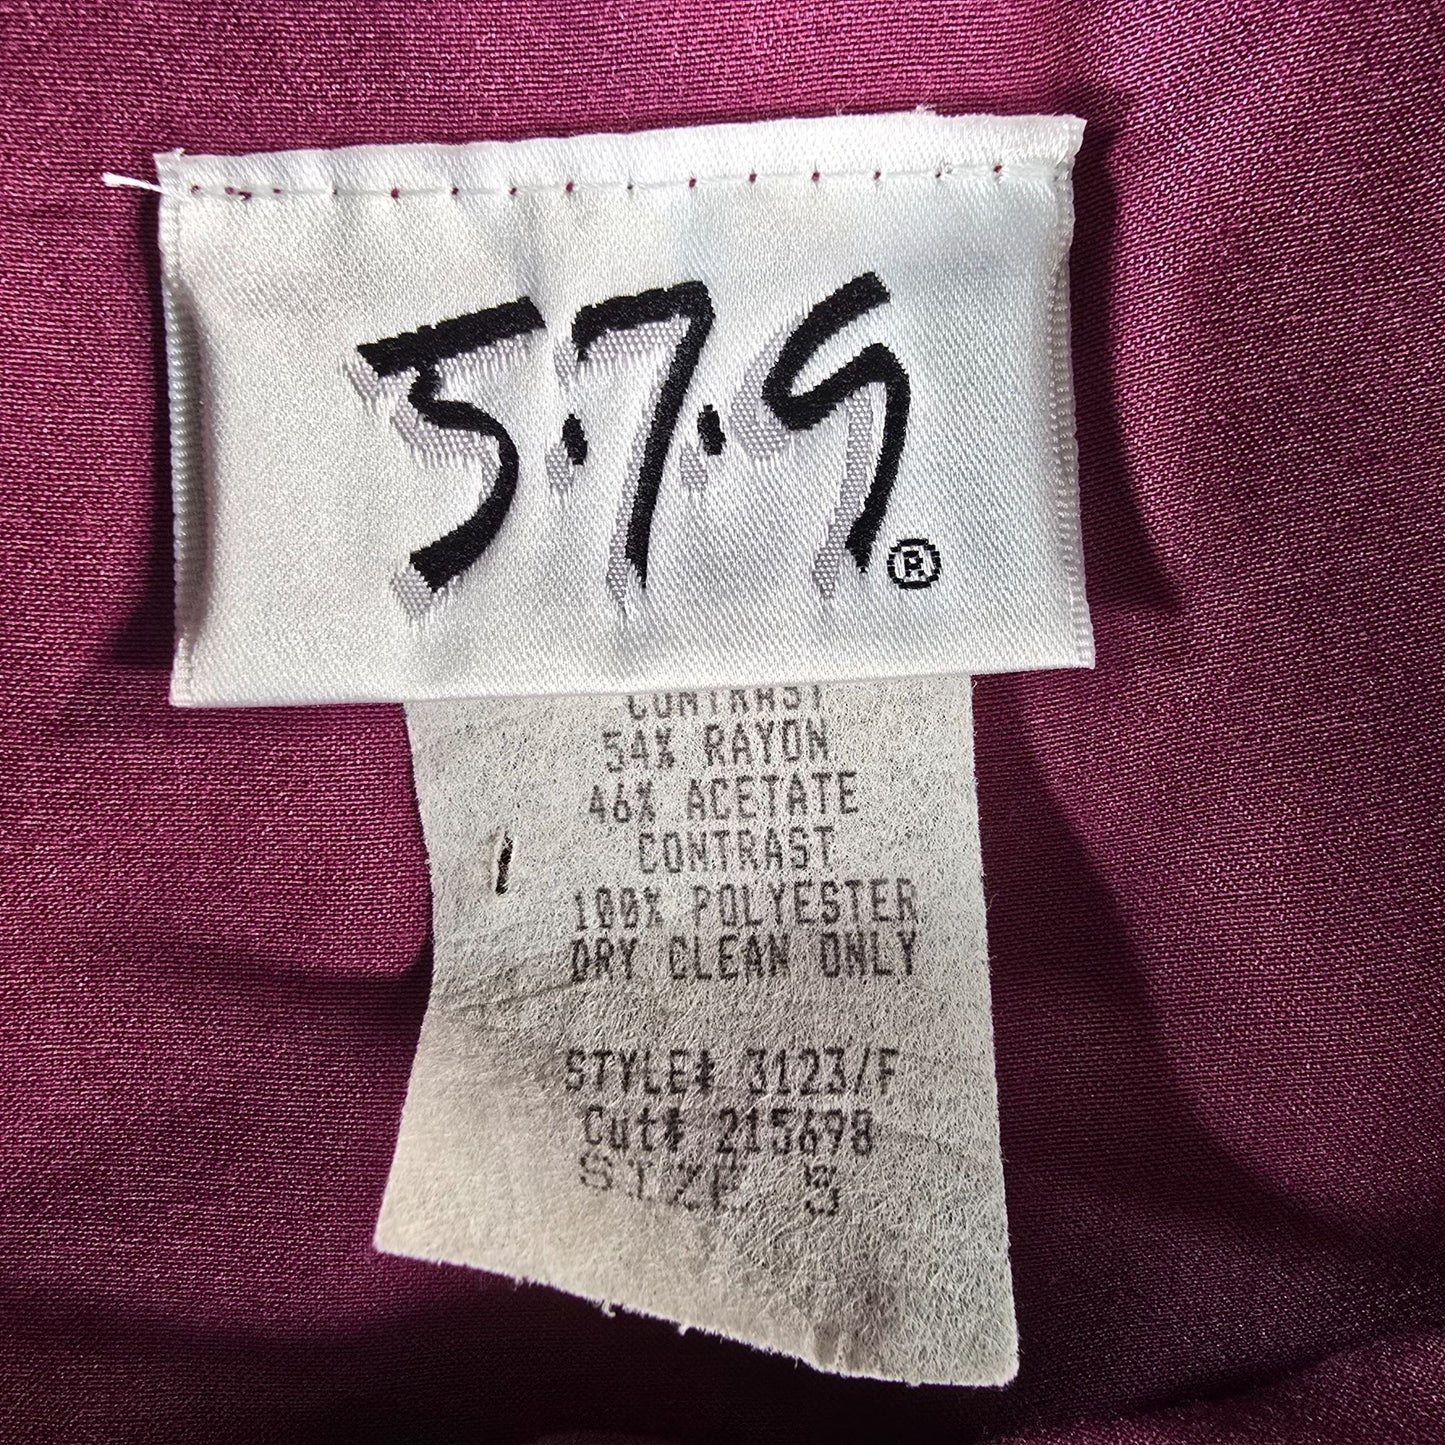 5·7·9 ®
CONTRAST
54% RAYON
46% ACETATE
CONTRAST
100% POLYESTER
DRY CLEAN ONLY
STYLE# 3123/F
Cut# 215698
SIZE 5